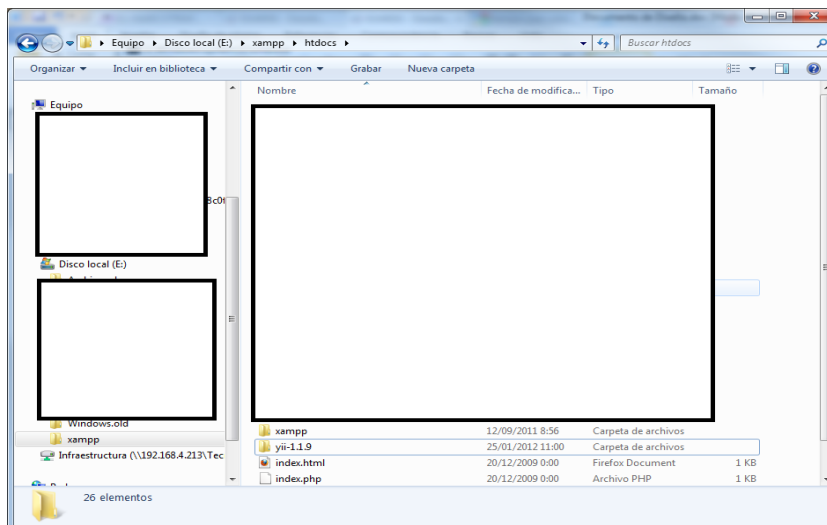 Equipo ▸ Disco local (E:) ▸ xampp ▸ htdocs ▸
Buscar htdocs
Organizar Incluir en biblioteca Compartir con Grabar Nueva carpeta
Nombre Fecha de modifica... Tipo Tamaño
Equipo
8c0f
Disco local (E:)
Windows.old
xampp
Infraestructura (\\192.168.4.213\Tec
xampp 12/09/2011 8:56 Carpeta de archivos
yii-1.1.9 25/01/2012 11:00 Carpeta de archivos
index.html 20/12/2009 0:00 Firefox Document 1 KB
index.php 20/12/2009 0:00 Archivo PHP 1 KB
26 elementos